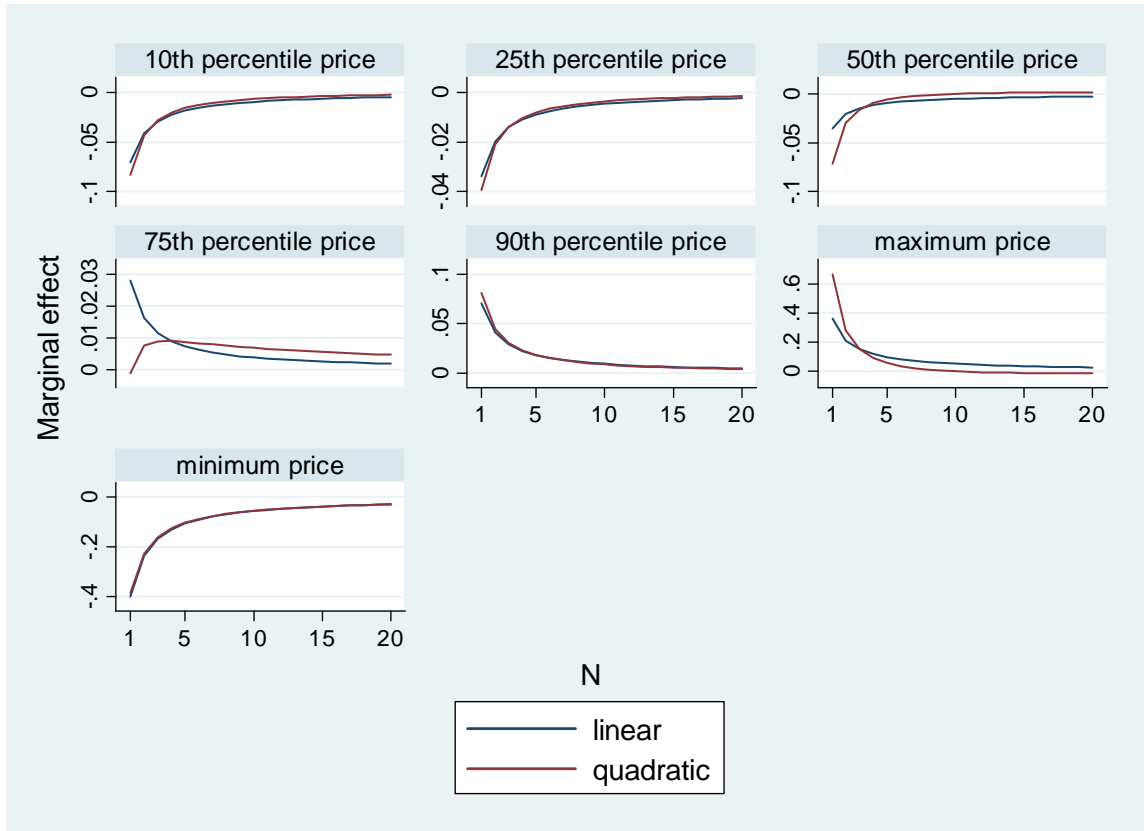 10th percentile price
25th percentile price
50th percentile price
0
-.05
-.1
0
-.02
-.04
0
-.05
-.1
75th percentile price
90th percentile price
maximum price
.03
.02
.01
0
.1
.05
0
.6
.4
.2
0
1 5 10 15 20
1 5 10 15 20
minimum price
0
-.2
-.4
1 5 10 15 20
Marginal effect
N
linear
quadratic